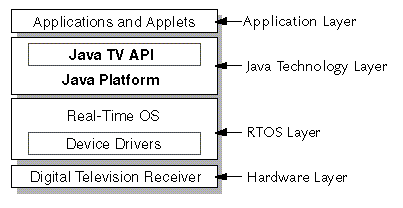 Applications and Applets
Application Layer
Java TV API
Java Technology Layer
Java Platform
Real-Time OS
RTOS Layer
Device Drivers
Digital Television Receiver
Hardware Layer